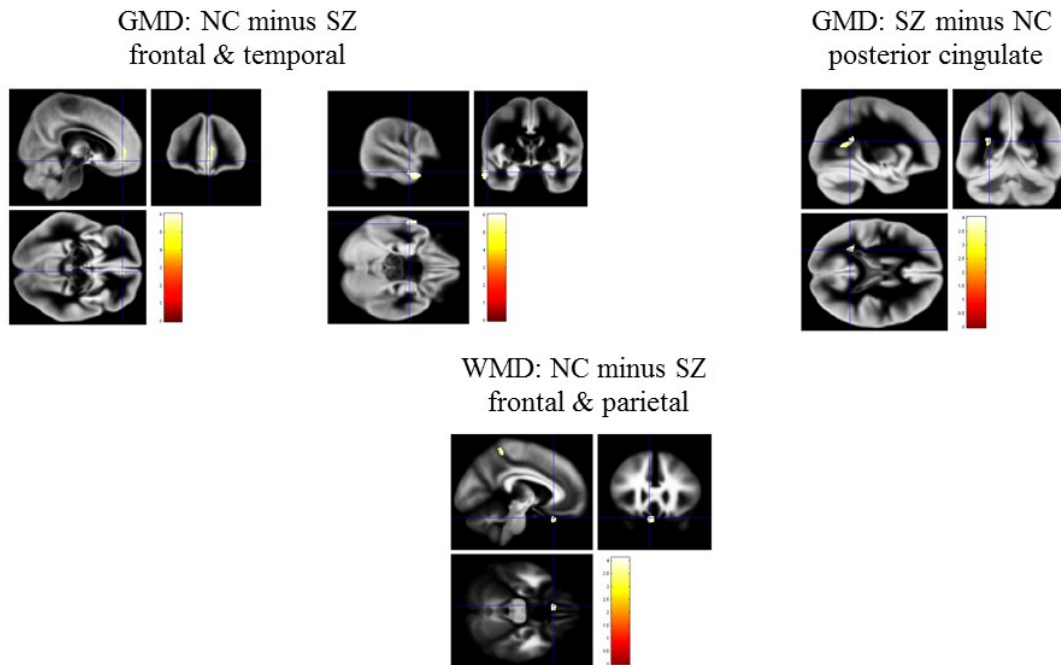 GMD: NC minus SZ
frontal & temporal
GMD: SZ minus NC
posterior cingulate
WMD: NC minus SZ
frontal & parietal